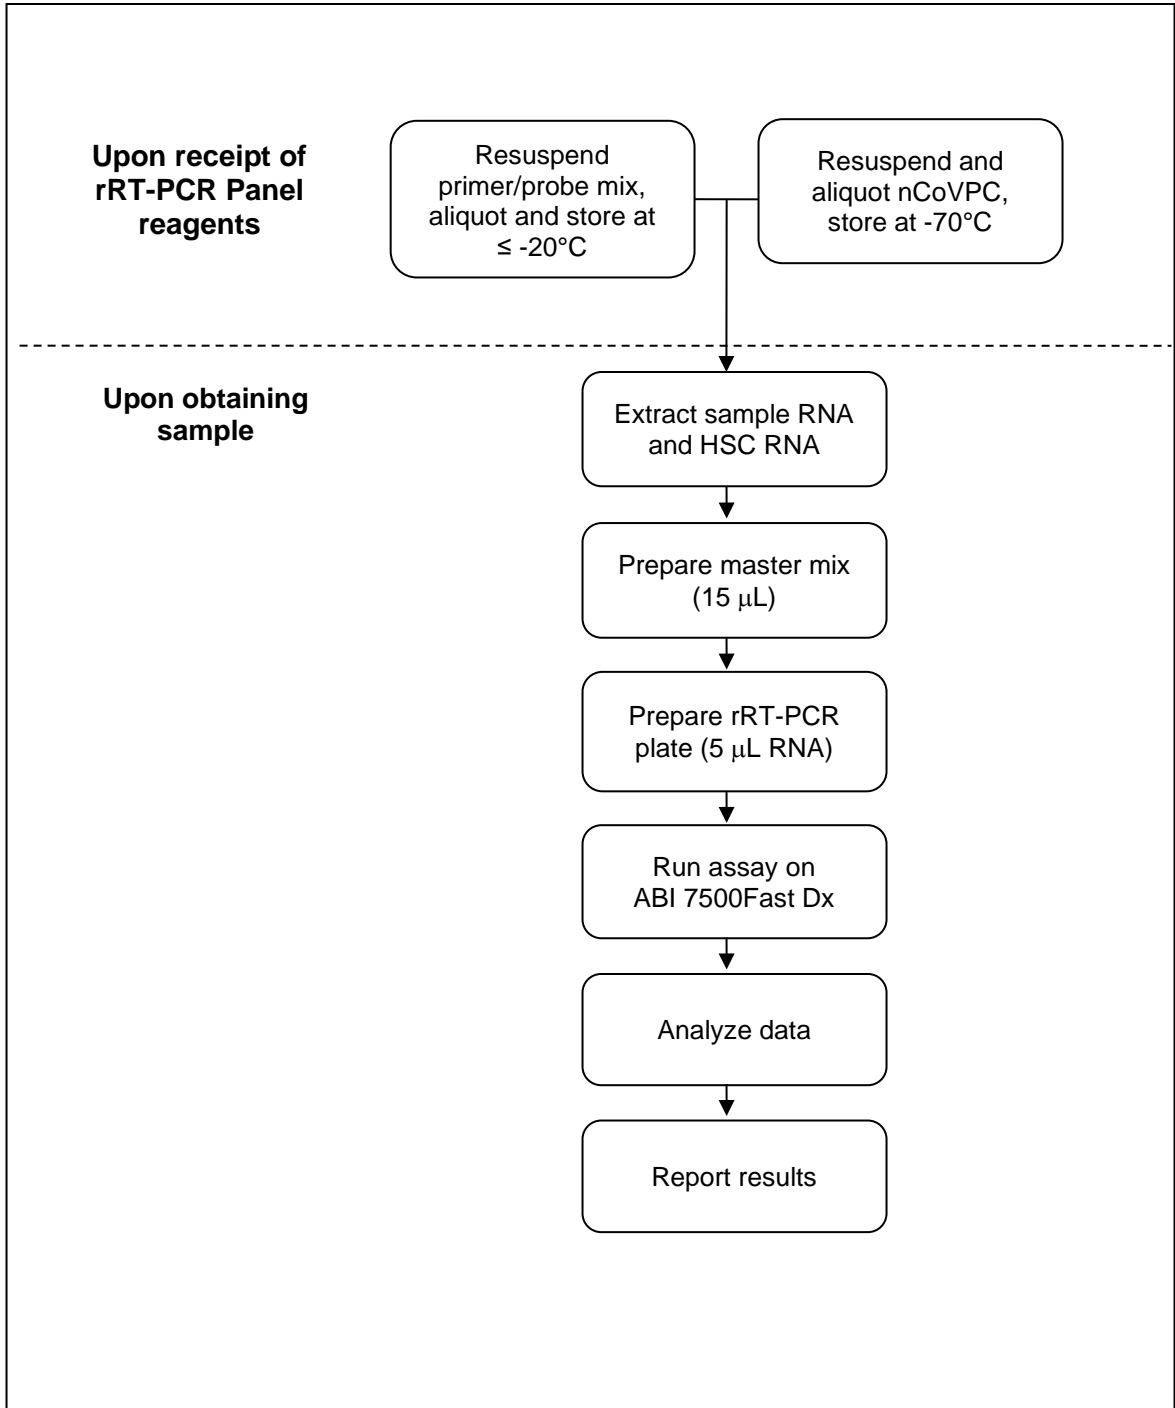 Upon receipt of
rRT-PCR Panel
reagents
Resuspend
primer/probe mix,
aliquot and store at
≤ -20°C
Resuspend and
aliquot nCoVPC,
store at -70°C
Upon obtaining
sample
Extract sample RNA
and HSC RNA
Prepare master mix
(15 μL)
Prepare rRT-PCR
plate (5 μL RNA)
Run assay on
ABI 7500Fast Dx
Analyze data
Report results